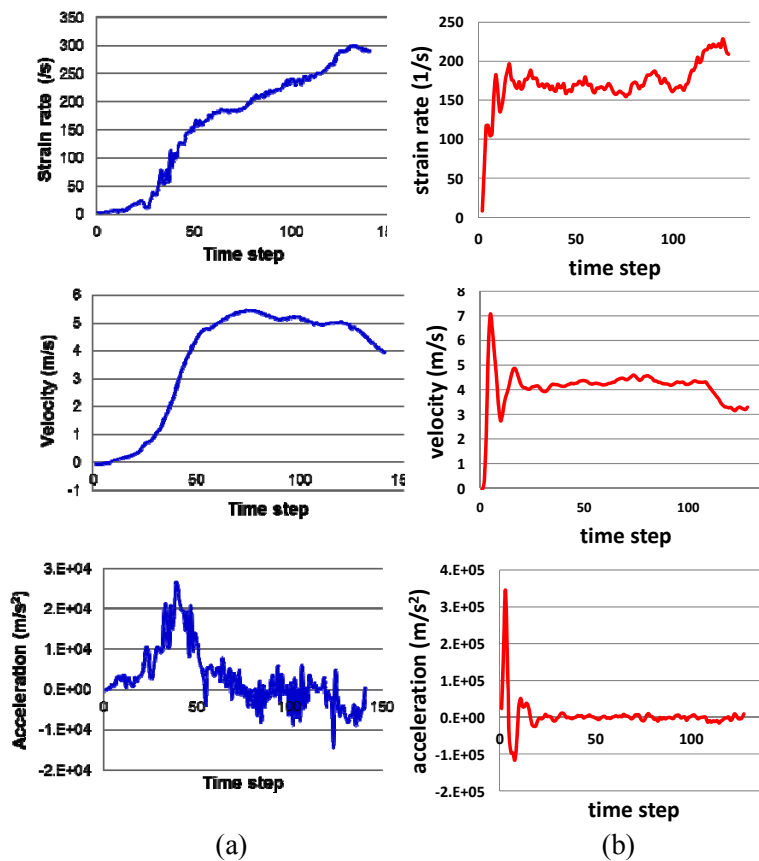 350
300
250
200
150
100
50
0
0 50 100 15
Strain rate (/s)
Time step
250
200
150
100
50
0
0 50 100
strain rate (1/s)
time step
6
5
4
3
2
1
0
-1
0 50 100 15
Velocity (m/s)
Time step
8
7
6
5
4
3
2
1
0
0 50 100
velocity (m/s)
time step
3.E+04
2.E+04
1.E+04
0.E+00
-1.E+04
-2.E+04
0 50 100 150
Acceleration (m/s²)
Time step
4.E+05
3.E+05
2.E+05
1.E+05
0.E+00
-1.E+05
-2.E+05
0 50 100
acceleration (m/s²)
time step
(a) (b)